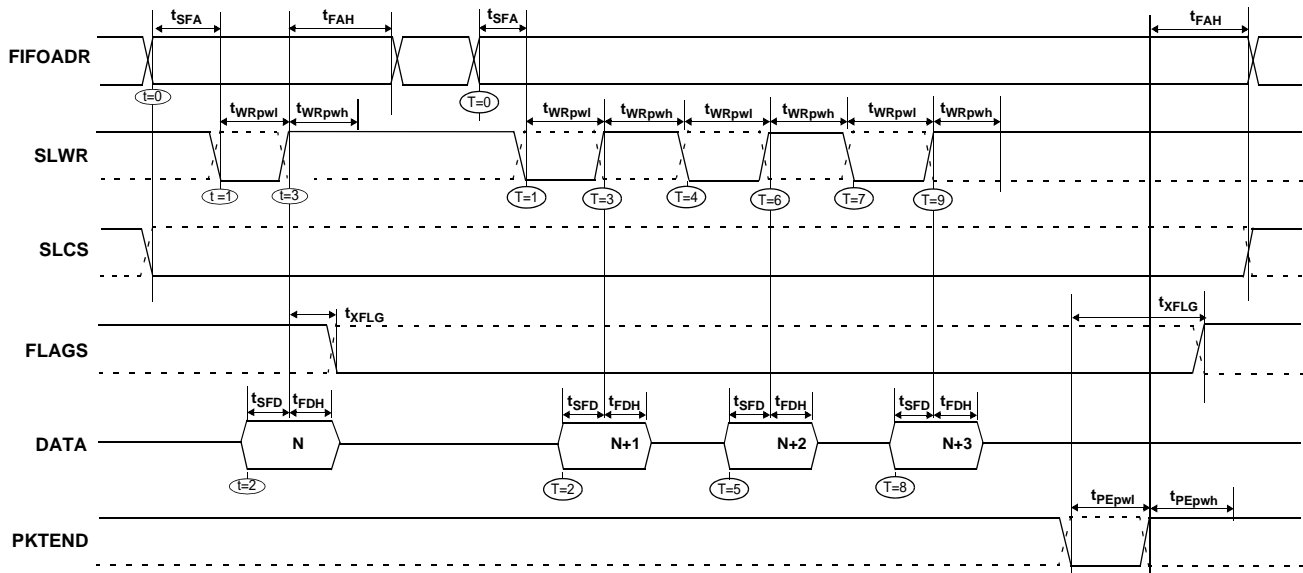 tSFA tFAH tSFA tFAH
FIFOADR
t=0 T=0
tWRpwl tWRpwh tWRpwl tWRpwh tWRpwl tWRpwh tWRpwl tWRpwh
SLWR
t=1 t=3 T=1 T=3 T=4 T=6 T=7 T=9
SLCS
tXFLG tXFLG
FLAGS
tSFD tFDH tSFD tFDH tSFD tFDH tSFD tFDH
DATA N N+1 N+2 N+3
t=2 T=2 T=5 T=8
tPEpwl tPEpwh
PKTEND